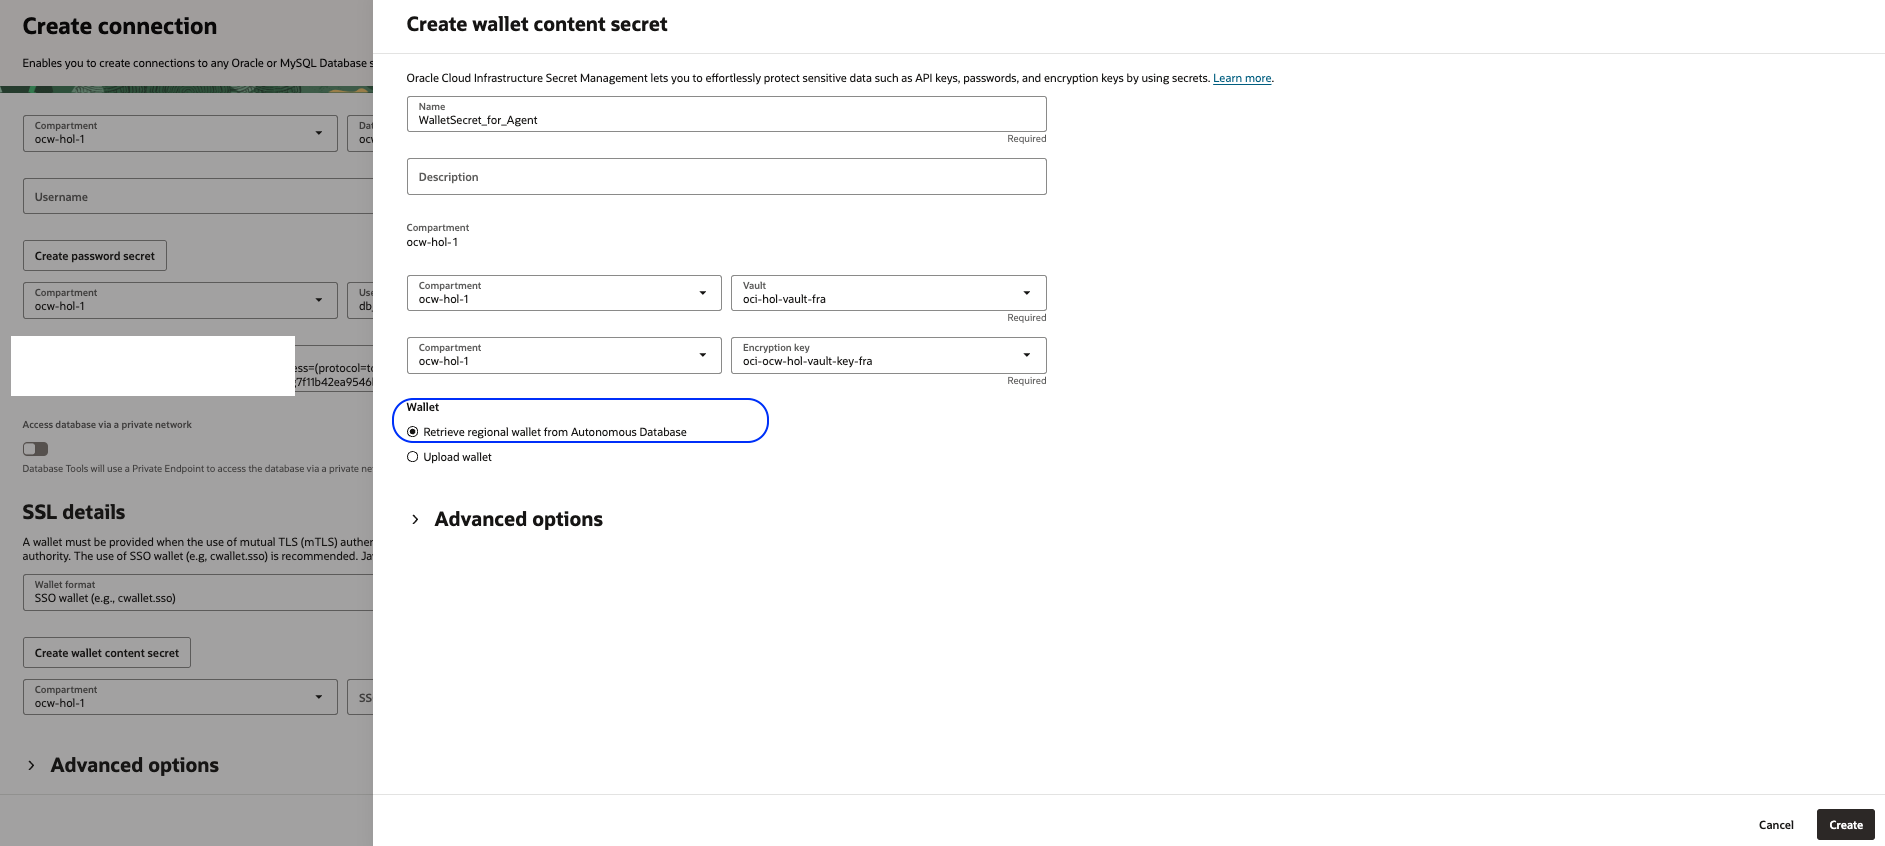 Create connection
Enables you to create connections to any Oracle or MySQL Database
Compartment
ocw-hol-1
Username
Create password secret
Compartment
ocw-hol-1
ess=(protocol=
7f11b42ea9546
Access database via a private network
Database Tools will use a Private Endpoint to access the database via a private
SSL details
A wallet must be provided when the use of mutual TLS (mTLS)
authority. The use of SSO wallet (e.g, cwallet.sso) is recommended.
Wallet format
SSO wallet (e.g., cwallet.sso)
Create wallet content secret
Compartment
ocw-hol-1
Advanced options
Create wallet content secret
Oracle Cloud Infrastructure Secret Management lets you to effortlessly protect sensitive data such as API keys, passwords, and encryption keys by using secrets. Learn more.
Name
WalletSecret_for_Agent
Required
Description
Compartment
ocw-hol-1
Compartment
ocw-hol-1
Vault
oci-hol-vault-fra
Required
Compartment
ocw-hol-1
Encryption key
oci-ocw-hol-vault-key-fra
Required
Wallet
Retrieve regional wallet from Autonomous Database
Upload wallet
Advanced options
Cancel
Create